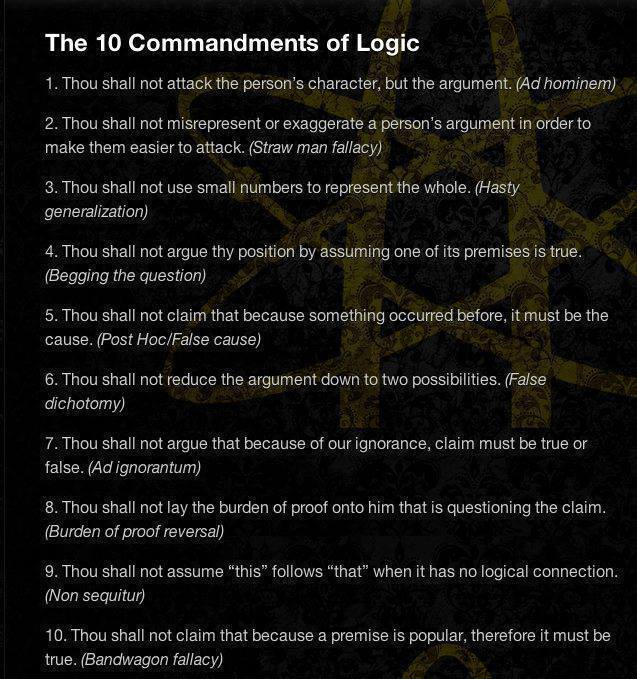 The 10 Commandments of Logic
1. Thou shall not attack the person's character, but the argument. (Ad hominem)
2. Thou shall not misrepresent or exaggerate a person's argument in order to
make them easier to attack. (Straw man fallacy)
3. Thou shall not use small numbers to represent the whole. (Hasty
generalization)
4. Thou shall not argue thy position by assuming one of its premises is true.
(Begging the question)
5. Thou shall not claim that because something occurred before, it must be the
cause. (Post Hoc/False cause)
6. Thou shall not reduce the argument down to two possibilities. (False
dichotomy)
7. Thou shall not argue that because of our ignorance, claim must be true or
false. (Ad ignorantum)
8. Thou shall not lay the burden of proof onto him that is questioning the claim.
(Burden of proof reversal)
9. Thou shall not assume “this” follows “that” when it has no logical connection.
(Non sequitur)
10. Thou shall not claim that because a premise is popular, therefore it must be
true. (Bandwagon fallacy)